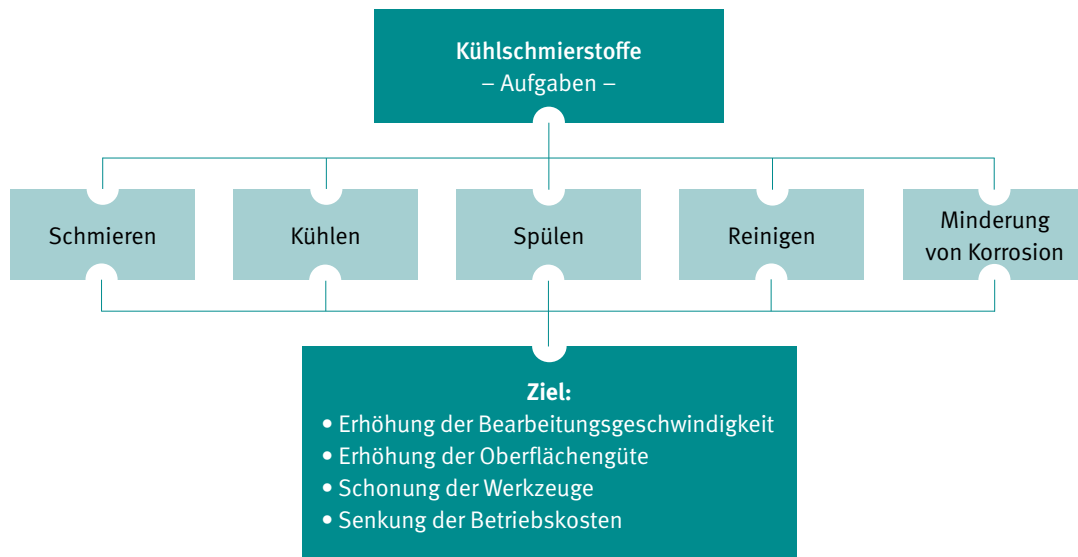 Kühlschmierstoffe
– Aufgaben –
Schmieren
Kühlen
Spülen
Reinigen
Minderung
von Korrosion
Ziel:
• Erhöhung der Bearbeitungsgeschwindigkeit
• Erhöhung der Oberflächengüte
• Schonung der Werkzeuge
• Senkung der Betriebskosten